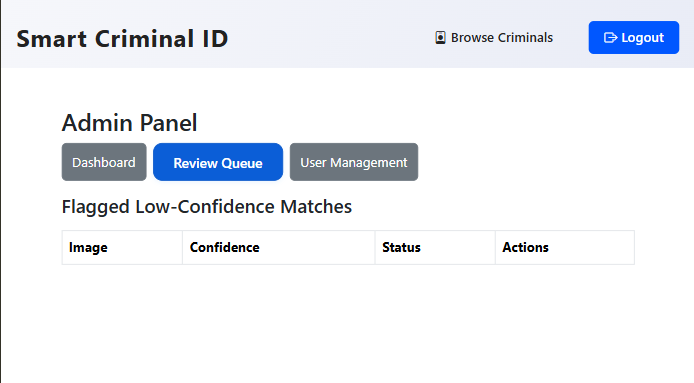 Smart Criminal ID
Browse Criminals
Logout
Admin Panel
Dashboard
Review Queue
User Management
Flagged Low-Confidence Matches
Image Confidence Status Actions